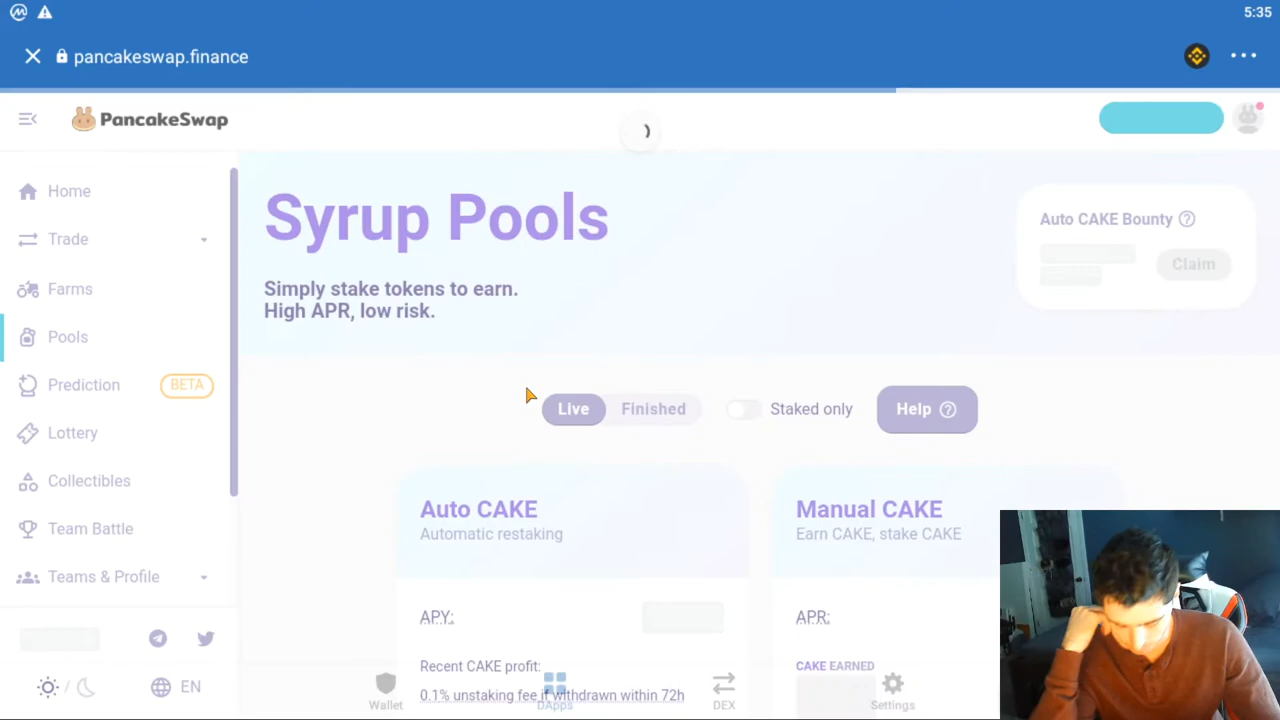 5:35
pancakeswap.finance
PancakeSwap
Home
Trade
Farms
Pools
Prediction BETA
Lottery
Collectibles
Team Battle
Teams & Profile
EN
Syrup Pools
Simply stake tokens to earn.
High APR, low risk.
Auto CAKE Bounty
Claim
Live Finished Staked only Help
Auto CAKE
Automatic restaking
APY:
Recent CAKE profit:
0.1% unstaking fee if withdrawn within 72h
Manual CAKE
Earn CAKE, stake CAKE
APR:
CAKE EARNED
Wallet DApps DEX Settings